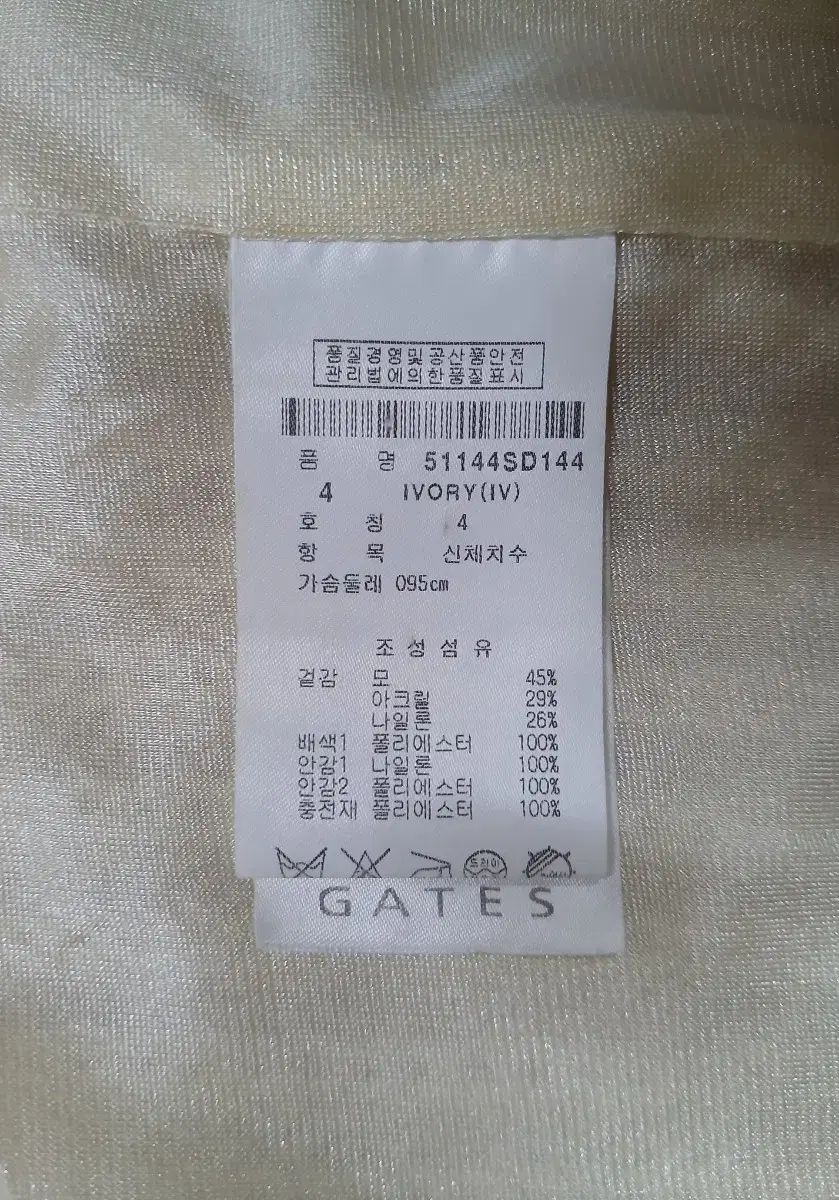 품질경영및공산품안전
관리법에의한품질표시
품 명 51144SD144
4 IVORY(IV)
호 칭 4
항 목 신체치수
가슴둘레 095cm
조성섬유
겉감 모 45%
아크릴 29%
나일론 26%
배색1 폴리에스터 100%
안감1 나일론 100%
안감2 폴리에스터 100%
충전재 폴리에스터 100%
드라이
GATES